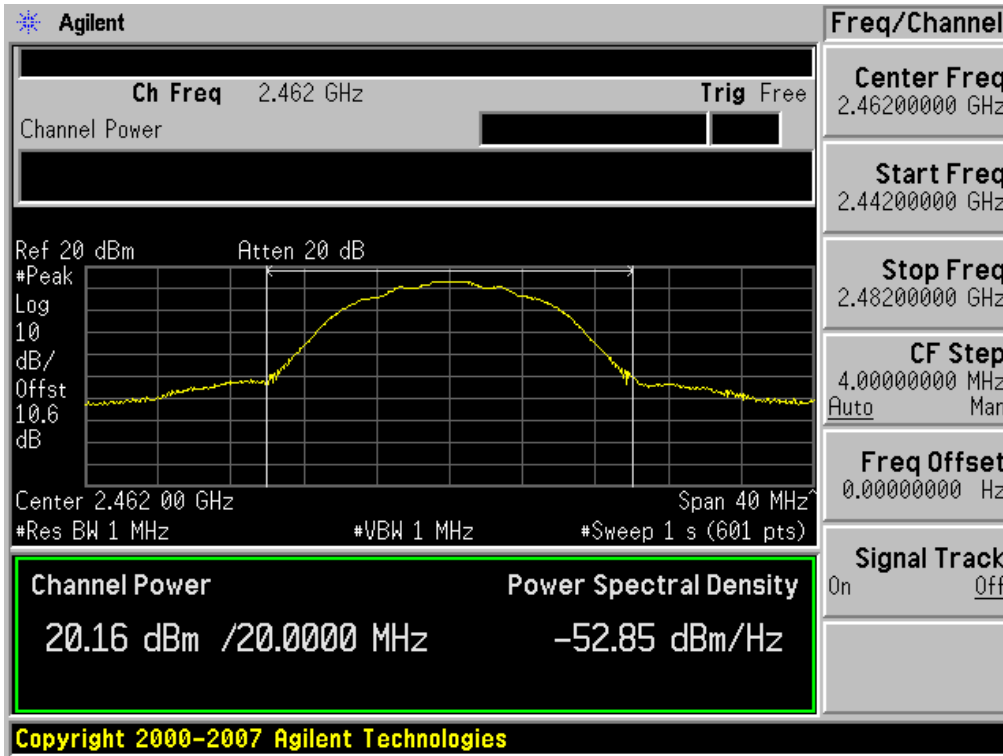 Agilent
Freq/Channel
Ch Freq 2.462 GHz Trig Free
Channel Power
Center Freq
2.46200000 GHz
Start Freq
2.44200000 GHz
Stop Freq
2.48200000 GHz
CF Step
4.00000000 MHz
Auto Man
Freq Offset
0.00000000 Hz
Signal Track
On Off
Ref 20 dBm Atten 20 dB
#Peak
Log
10
dB/
Offst
10.6
dB
Center 2.462 00 GHz Span 40 MHz^
#Res BW 1 MHz #VBW 1 MHz #Sweep 1 s (601 pts)
Channel Power Power Spectral Density
20.16 dBm /20.0000 MHz -52.85 dBm/Hz
Copyright 2000-2007 Agilent Technologies